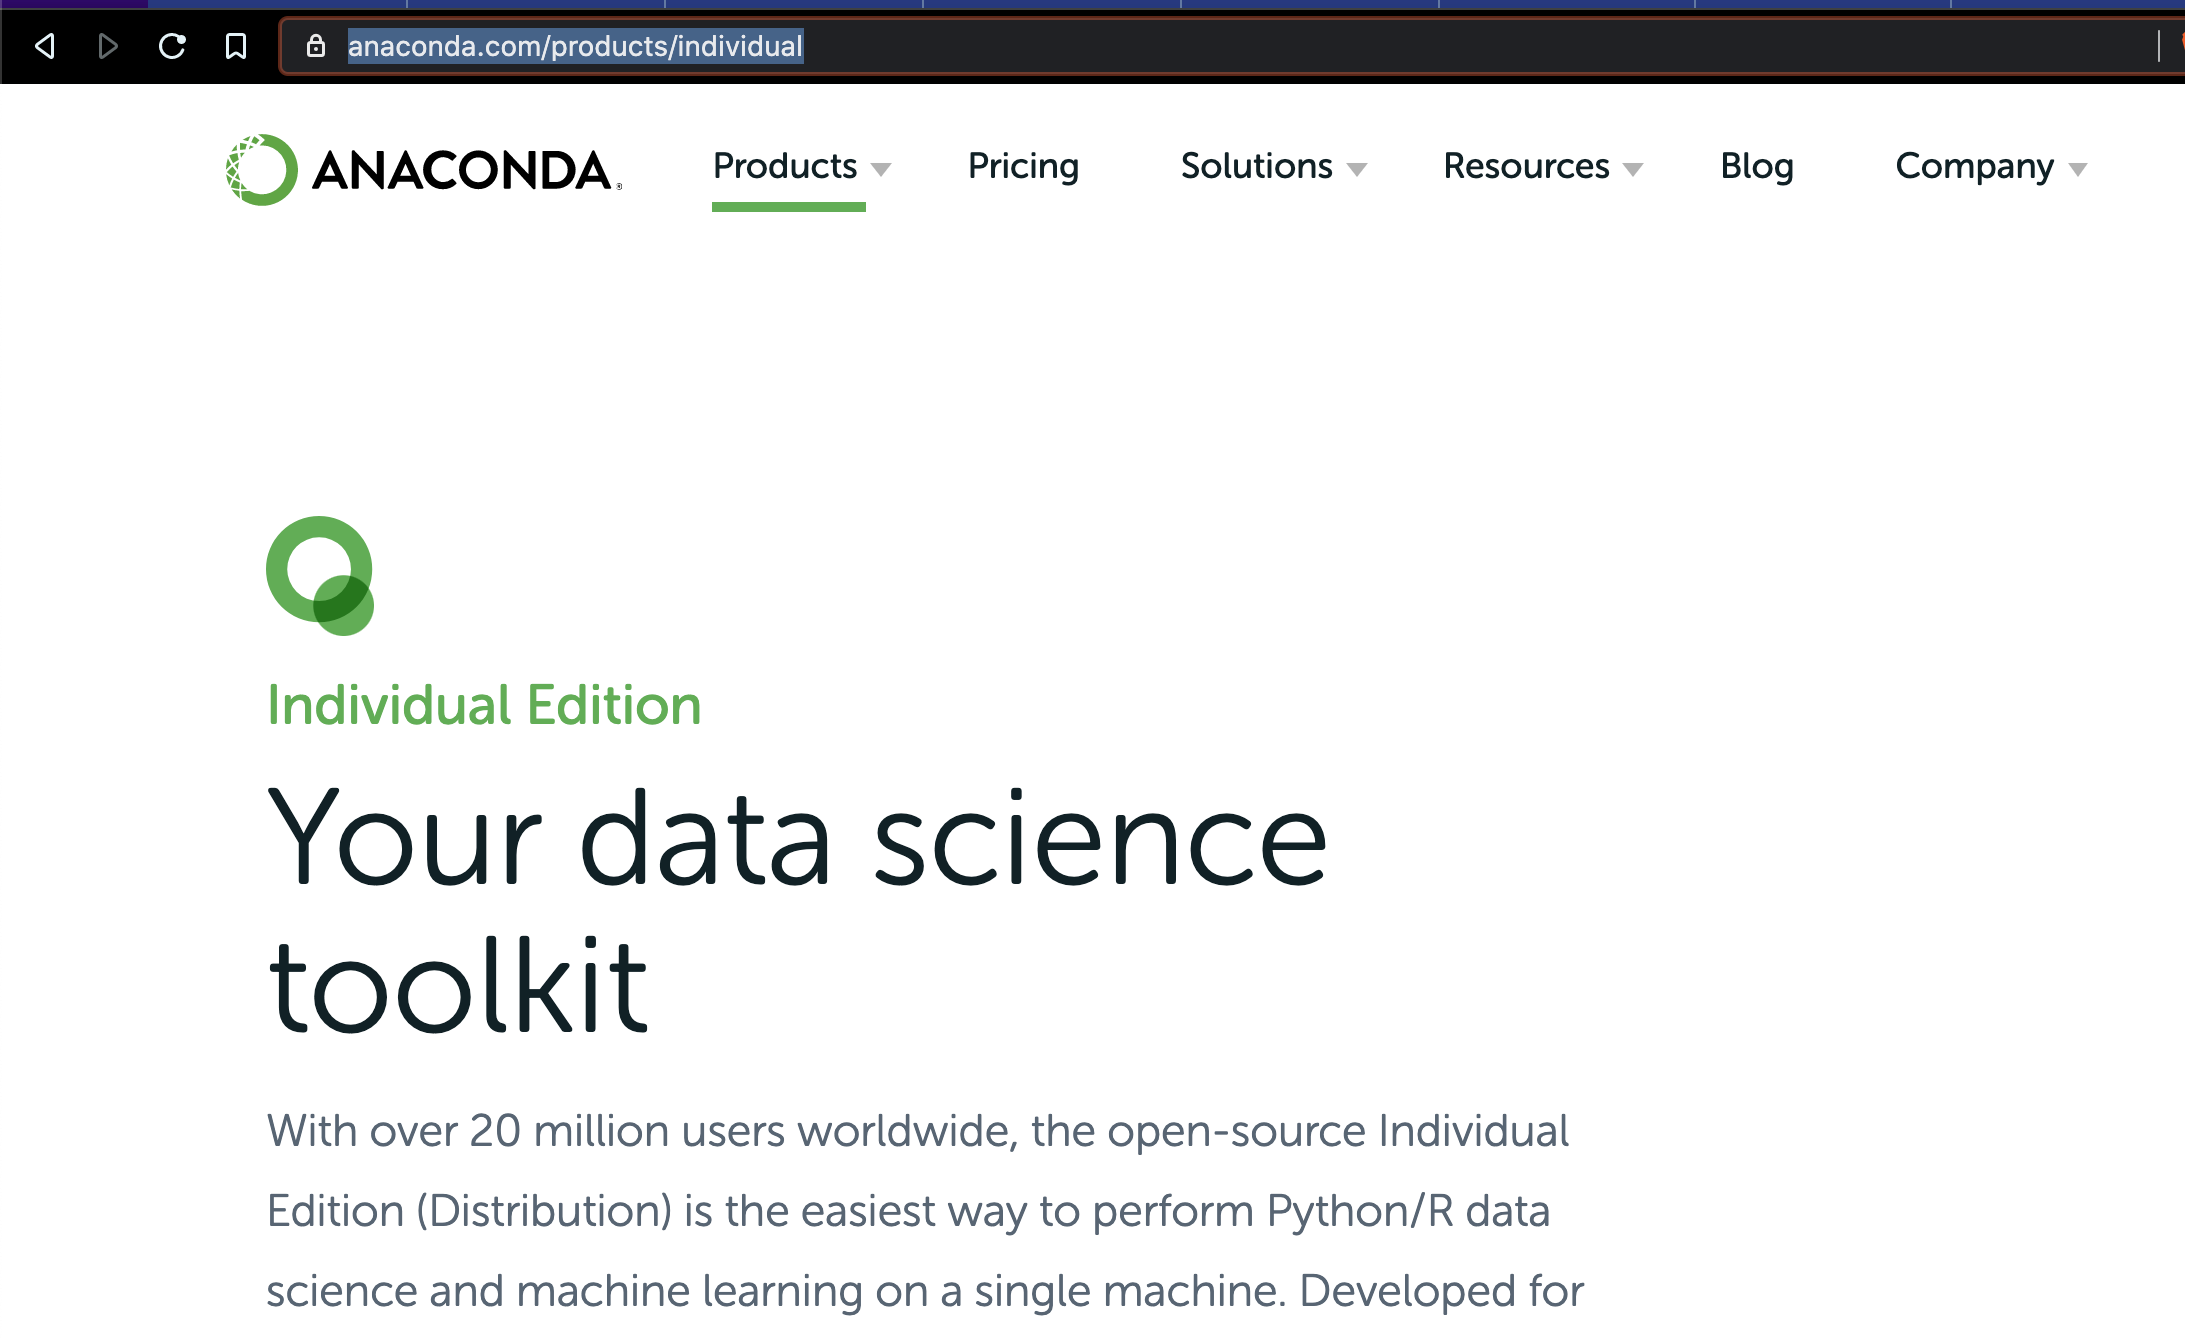 anaconda.com/products/individual
ANACONDA®
Products Pricing Solutions Resources Blog Company
Individual Edition
Your data science
toolkit
With over 20 million users worldwide, the open-source Individual
Edition (Distribution) is the easiest way to perform Python/R data
science and machine learning on a single machine. Developed for